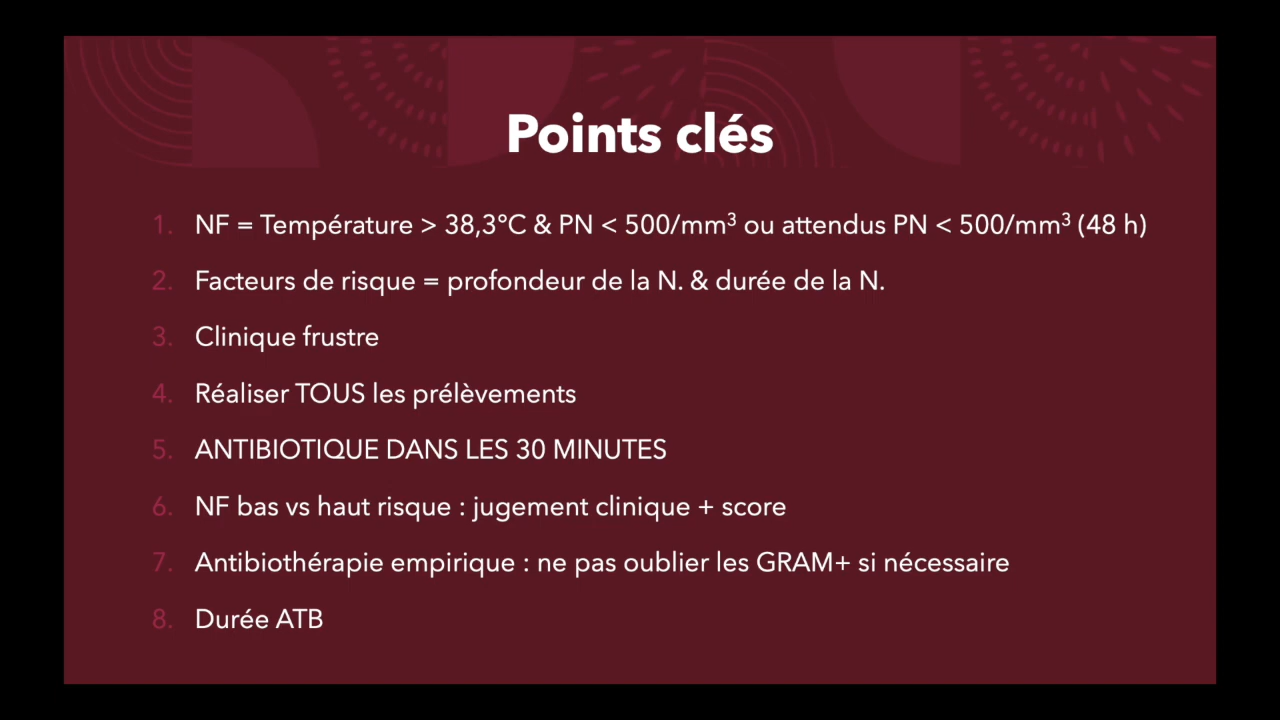 Points clés
1. NF = Température > 38,3°C & PN < 500/mm³ ou attendus PN < 500/mm³ (48 h)
2. Facteurs de risque = profondeur de la N. & durée de la N.
3. Clinique frustre
4. Réaliser TOUS les prélèvements
5. ANTIBIOTIQUE DANS LES 30 MINUTES
6. NF bas vs haut risque : jugement clinique + score
7. Antibiothérapie empirique : ne pas oublier les GRAM+ si nécessaire
8. Durée ATB